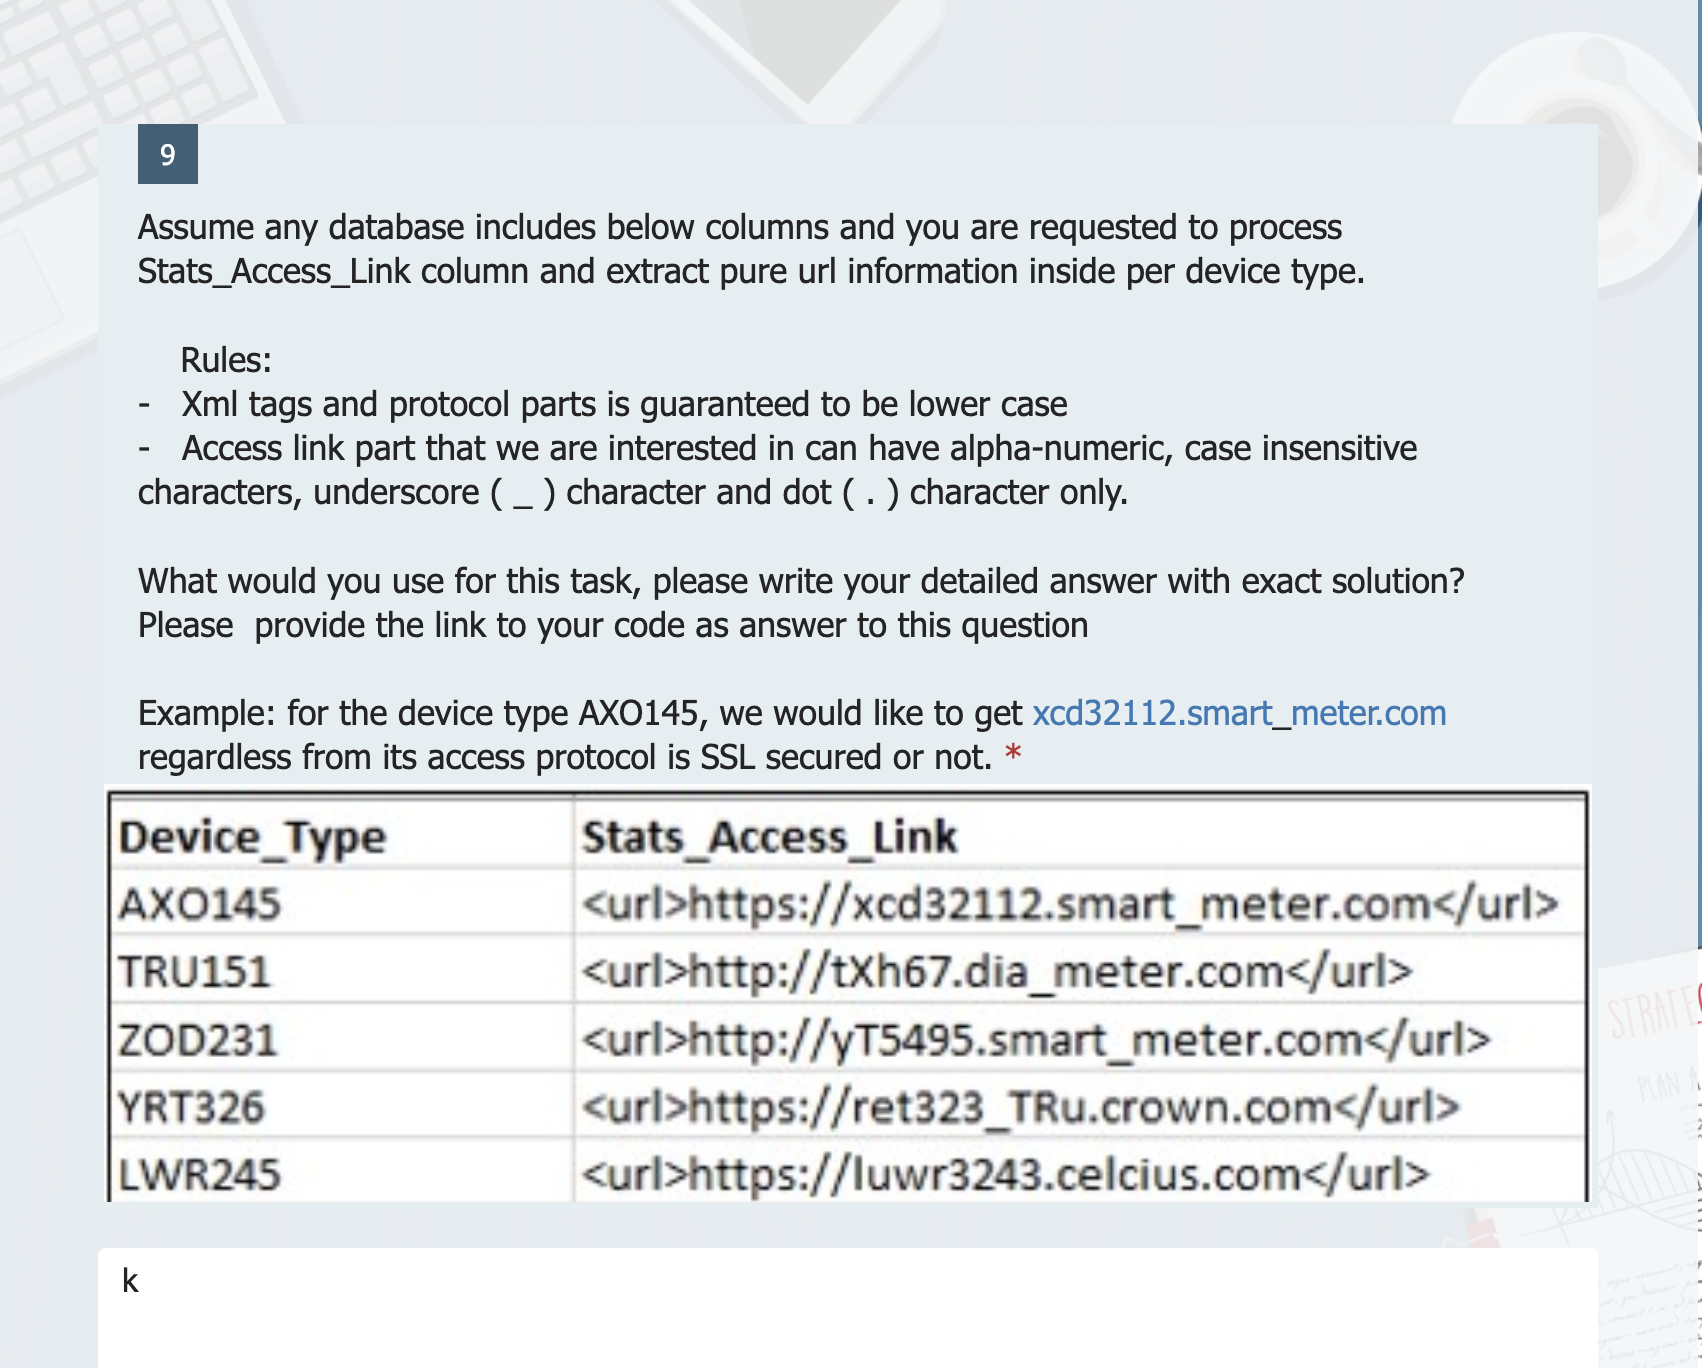 9
Assume any database includes below columns and you are requested to process
Stats_Access_Link column and extract pure url information inside per device type.
Rules:
- Xml tags and protocol parts is guaranteed to be lower case
- Access link part that we are interested in can have alpha-numeric, case insensitive
characters, underscore ( _ ) character and dot ( . ) character only.
What would you use for this task, please write your detailed answer with exact solution?
Please  provide the link to your code as answer to this question
Example: for the device type AXO145, we would like to get xcd32112.smart_meter.com
regardless from its access protocol is SSL secured or not. *
Device_Type Stats_Access_Link
AXO145 <url>https://xcd32112.smart_meter.com</url>
TRU151 <url>http://tXh67.dia_meter.com</url>
ZOD231 <url>http://yT5495.smart_meter.com</url>
YRT326 <url>https://ret323_TRu.crown.com</url>
LWR245 <url>https://luwr3243.celcius.com</url>
STRATE
PLAN A
k